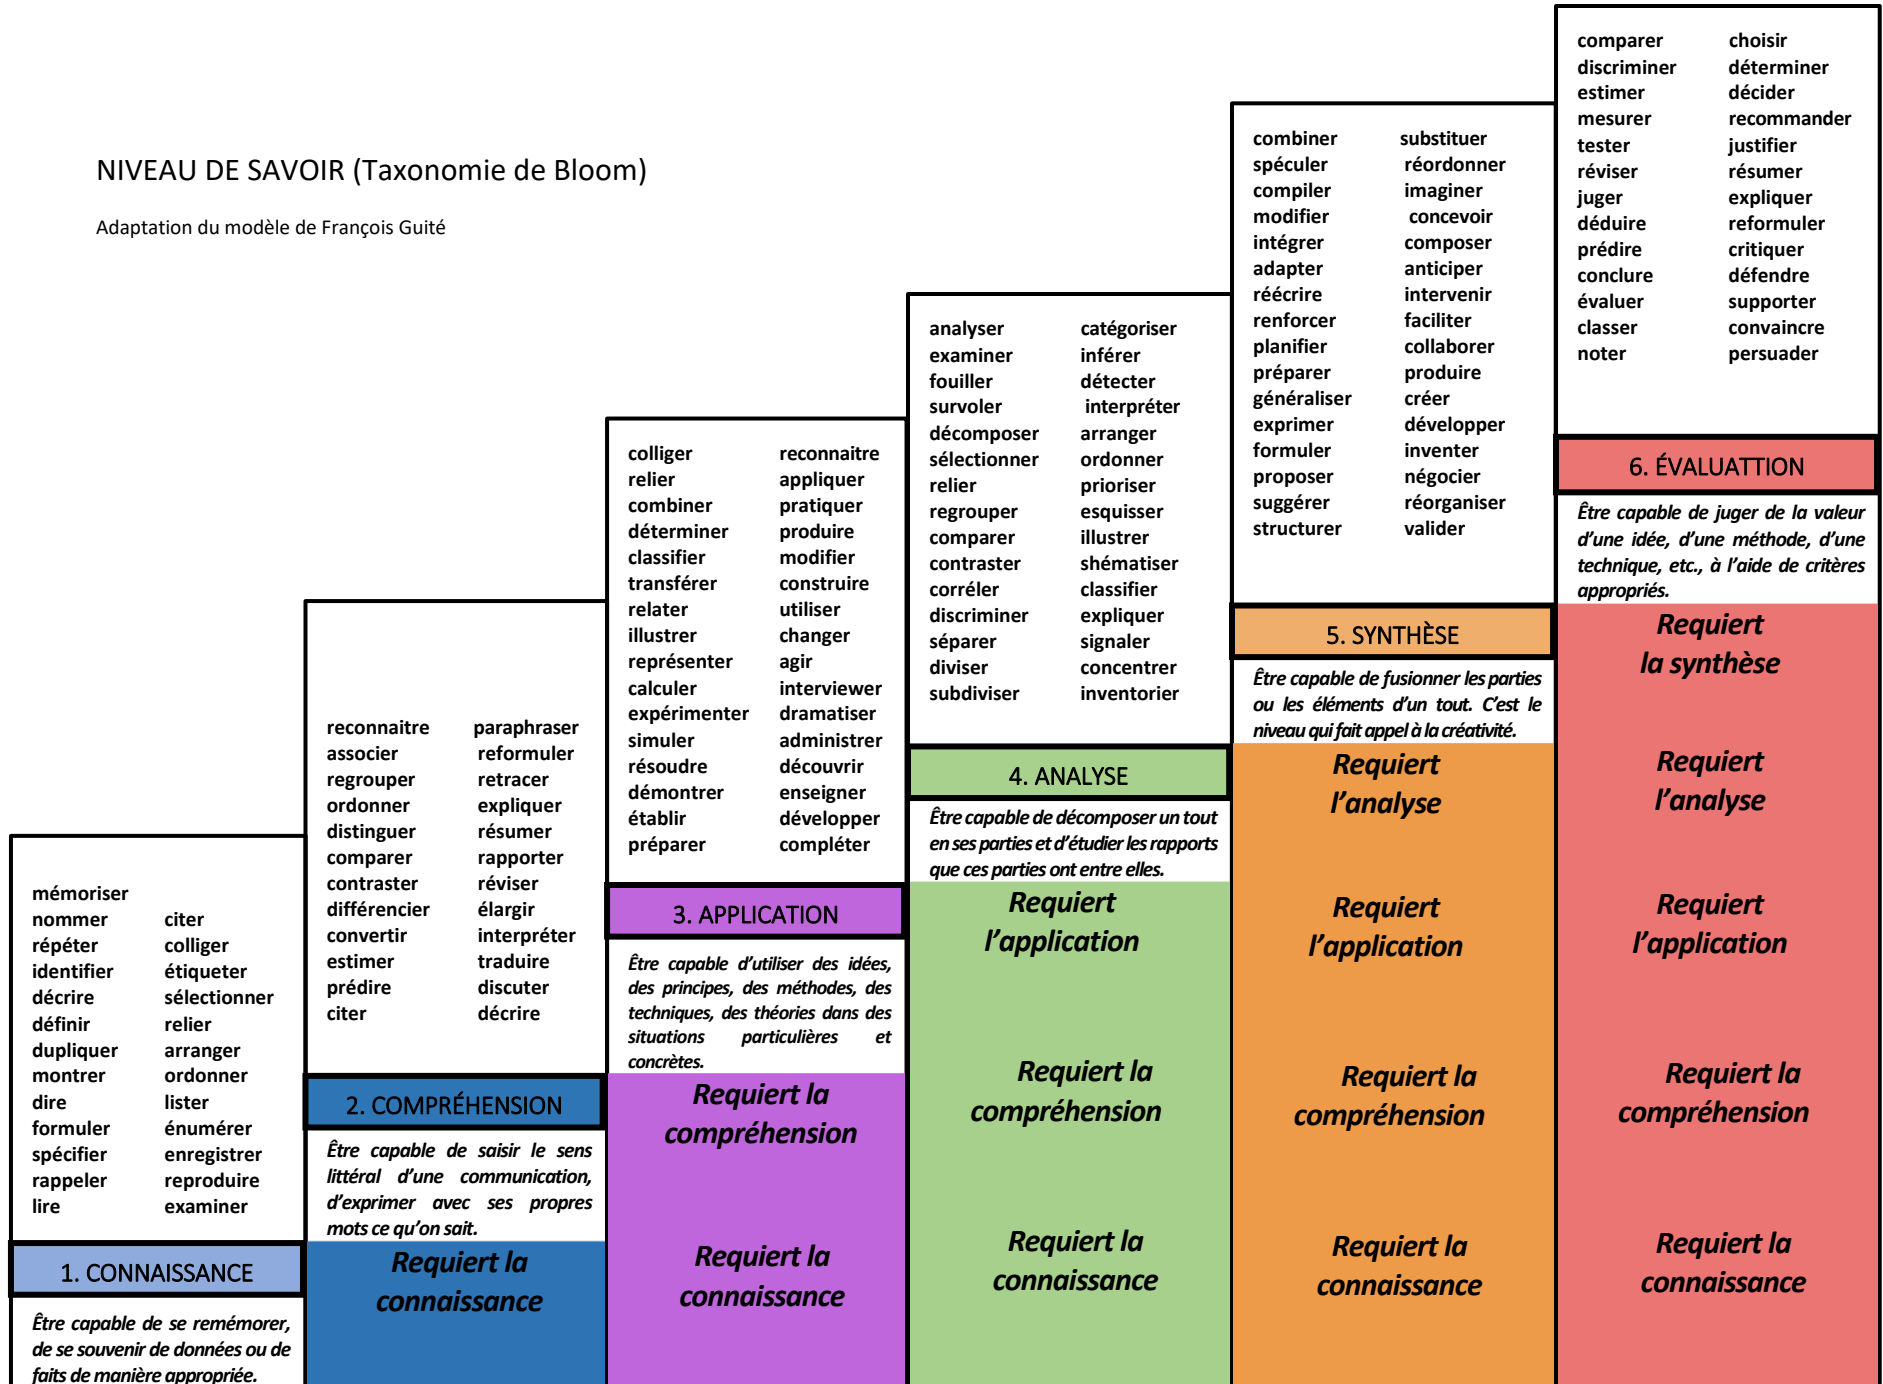 NIVEAU DE SAVOIR (Taxonomie de Bloom)
Adaptation du modèle de François Guité
mémoriser
nommer citer
répéter colliger
identifier étiqueter
décrire sélectionner
définir relier
dupliquer arranger
montrer ordonner
dire lister
formuler énumérer
spécifier enregistrer
rappeler reproduire
lire examiner
1. CONNAISSANCE
Être capable de se remémorer,
de se souvenir de données ou de
faits de manière appropriée.
reconnaitre paraphraser
associer reformuler
regrouper retracer
ordonner expliquer
distinguer résumer
comparer rapporter
contraster réviser
différencier élargir
convertir interpréter
estimer traduire
prédire discuter
citer décrire
2. COMPRÉHENSION
Être capable de saisir le sens
littéral d'une communication,
d'exprimer avec ses propres
mots ce qu'on sait.
Requiert la
connaissance
colliger reconnaitre
relier appliquer
combiner pratiquer
déterminer produire
classifier modifier
transférer construire
relater utiliser
illustrer changer
représenter agir
calculer interviewer
expérimenter dramatiser
simuler administrer
résoudre découvrir
démontrer enseigner
établir développer
préparer compléter
3. APPLICATION
Être capable d'utiliser des idées,
des principes, des méthodes, des
techniques, des théories dans des
situations particulières et
concrètes.
Requiert la
compréhension
Requiert la
connaissance
analyser catégoriser
examiner inférer
fouiller détecter
survoler interpréter
décomposer arranger
sélectionner ordonner
relier prioriser
regrouper esquisser
comparer illustrer
contraster shématiser
corréler classifier
discriminer expliquer
séparer signaler
diviser concentrer
subdiviser inventorier
4. ANALYSE
Être capable de décomposer un tout
en ses parties et d'étudier les rapports
que ces parties ont entre elles.
Requiert
l'application
Requiert la
compréhension
Requiert la
connaissance
combiner substituer
spéculer réordonner
compiler imaginer
modifier concevoir
intégrer composer
adapter anticiper
réécrire intervenir
renforcer faciliter
planifier collaborer
préparer produire
généraliser créer
exprimer développer
formuler inventer
proposer négocier
suggérer réorganiser
structurer valider
5. SYNTHÈSE
Être capable de fusionner les parties
ou les éléments d'un tout. C'est le
niveau qui fait appel à la créativité.
Requiert
l'analyse
Requiert
l'application
Requiert la
compréhension
Requiert la
connaissance
comparer choisir
discriminer déterminer
estimer décider
mesurer recommander
tester justifier
réviser résumer
juger expliquer
déduire reformuler
prédire critiquer
conclure défendre
évaluer supporter
classer convaincre
noter persuader
6. ÉVALUATTION
Être capable de juger de la valeur
d'une idée, d'une méthode, d'une
technique, etc., à l'aide de critères
appropriés.
Requiert
la synthèse
Requiert
l'analyse
Requiert
l'application
Requiert la
compréhension
Requiert la
connaissance